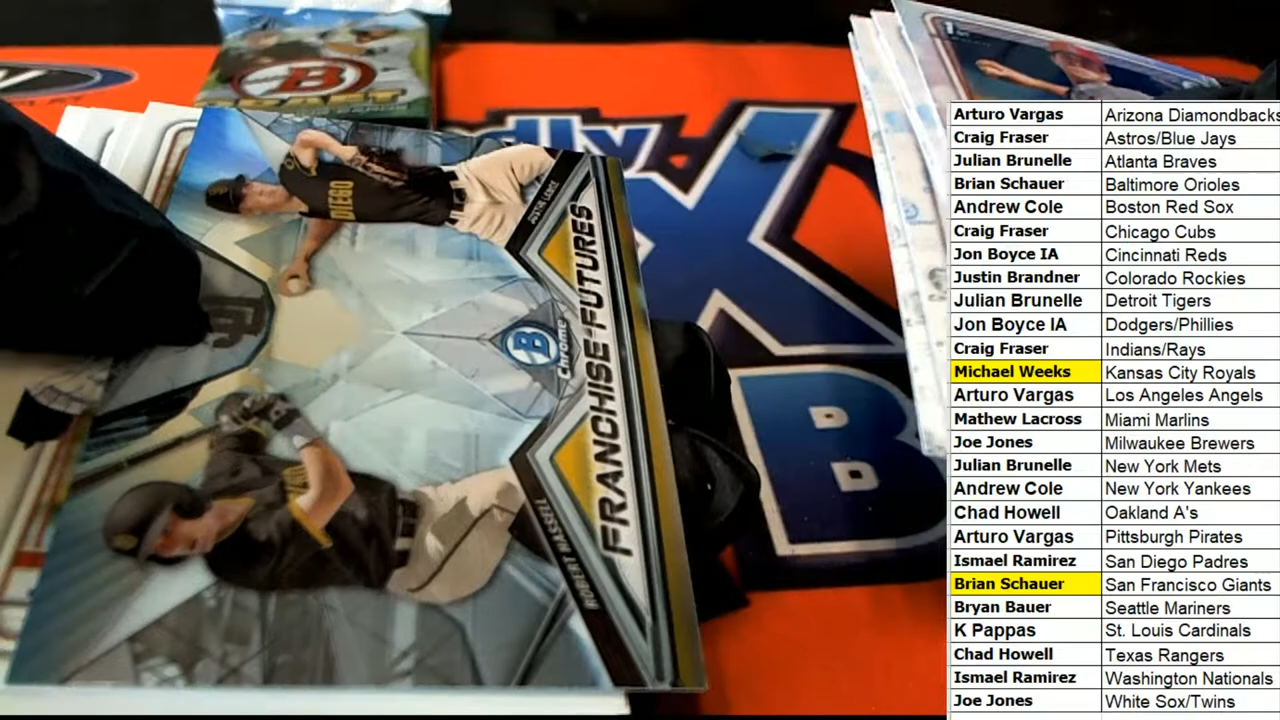 DIEGO
JUSTIN LANGE
Chrome
FRANCHISE FUTURES
ROBERT HASSELL
B
X
B
Arturo Vargas Arizona Diamondbacks
Craig Fraser Astros/Blue Jays
Julian Brunelle Atlanta Braves
Brian Schauer Baltimore Orioles
Andrew Cole Boston Red Sox
Craig Fraser Chicago Cubs
Jon Boyce IA Cincinnati Reds
Justin Brandner Colorado Rockies
Julian Brunelle Detroit Tigers
Jon Boyce IA Dodgers/Phillies
Craig Fraser Indians/Rays
Michael Weeks Kansas City Royals
Arturo Vargas Los Angeles Angels
Mathew Lacross Miami Marlins
Joe Jones Milwaukee Brewers
Julian Brunelle New York Mets
Andrew Cole New York Yankees
Chad Howell Oakland A's
Arturo Vargas Pittsburgh Pirates
Ismael Ramirez San Diego Padres
Brian Schauer San Francisco Giants
Bryan Bauer Seattle Mariners
K Pappas St. Louis Cardinals
Chad Howell Texas Rangers
Ismael Ramirez Washington Nationals
Joe Jones White Sox/Twins